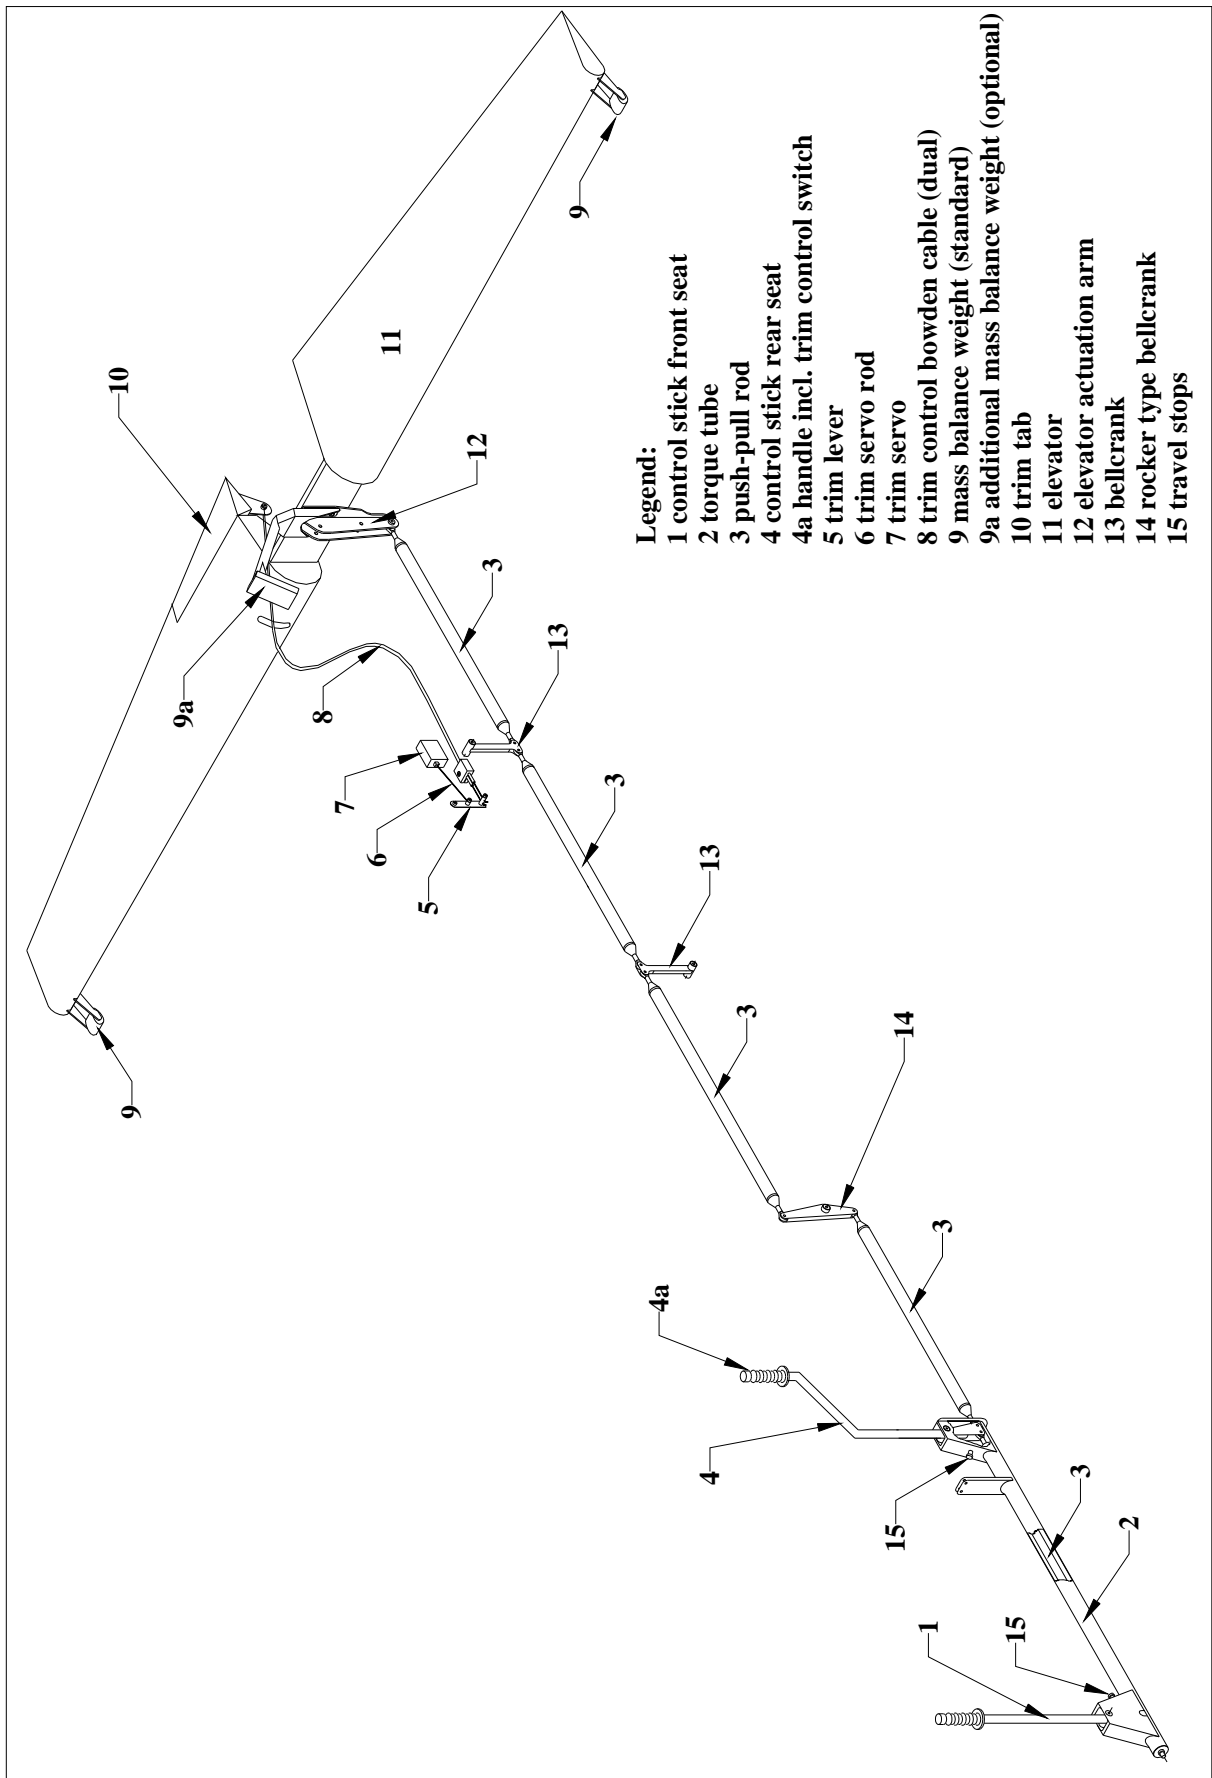 9
9
9a
10
11
12
8
7
6
5
3
13
3
13
3
14
3
4a
4
15
3
2
1
15
Legend:
1 control stick front seat
2 torque tube
3 push-pull rod
4 control stick rear seat
4a handle incl. trim control switch
5 trim lever
6 trim servo rod
7 trim servo
8 trim control bowden cable (dual)
9 mass balance weight (standard)
9a additional mass balance weight (optional)
10 trim tab
11 elevator
12 elevator actuation arm
13 bellcrank
14 rocker type bellcrank
15 travel stops